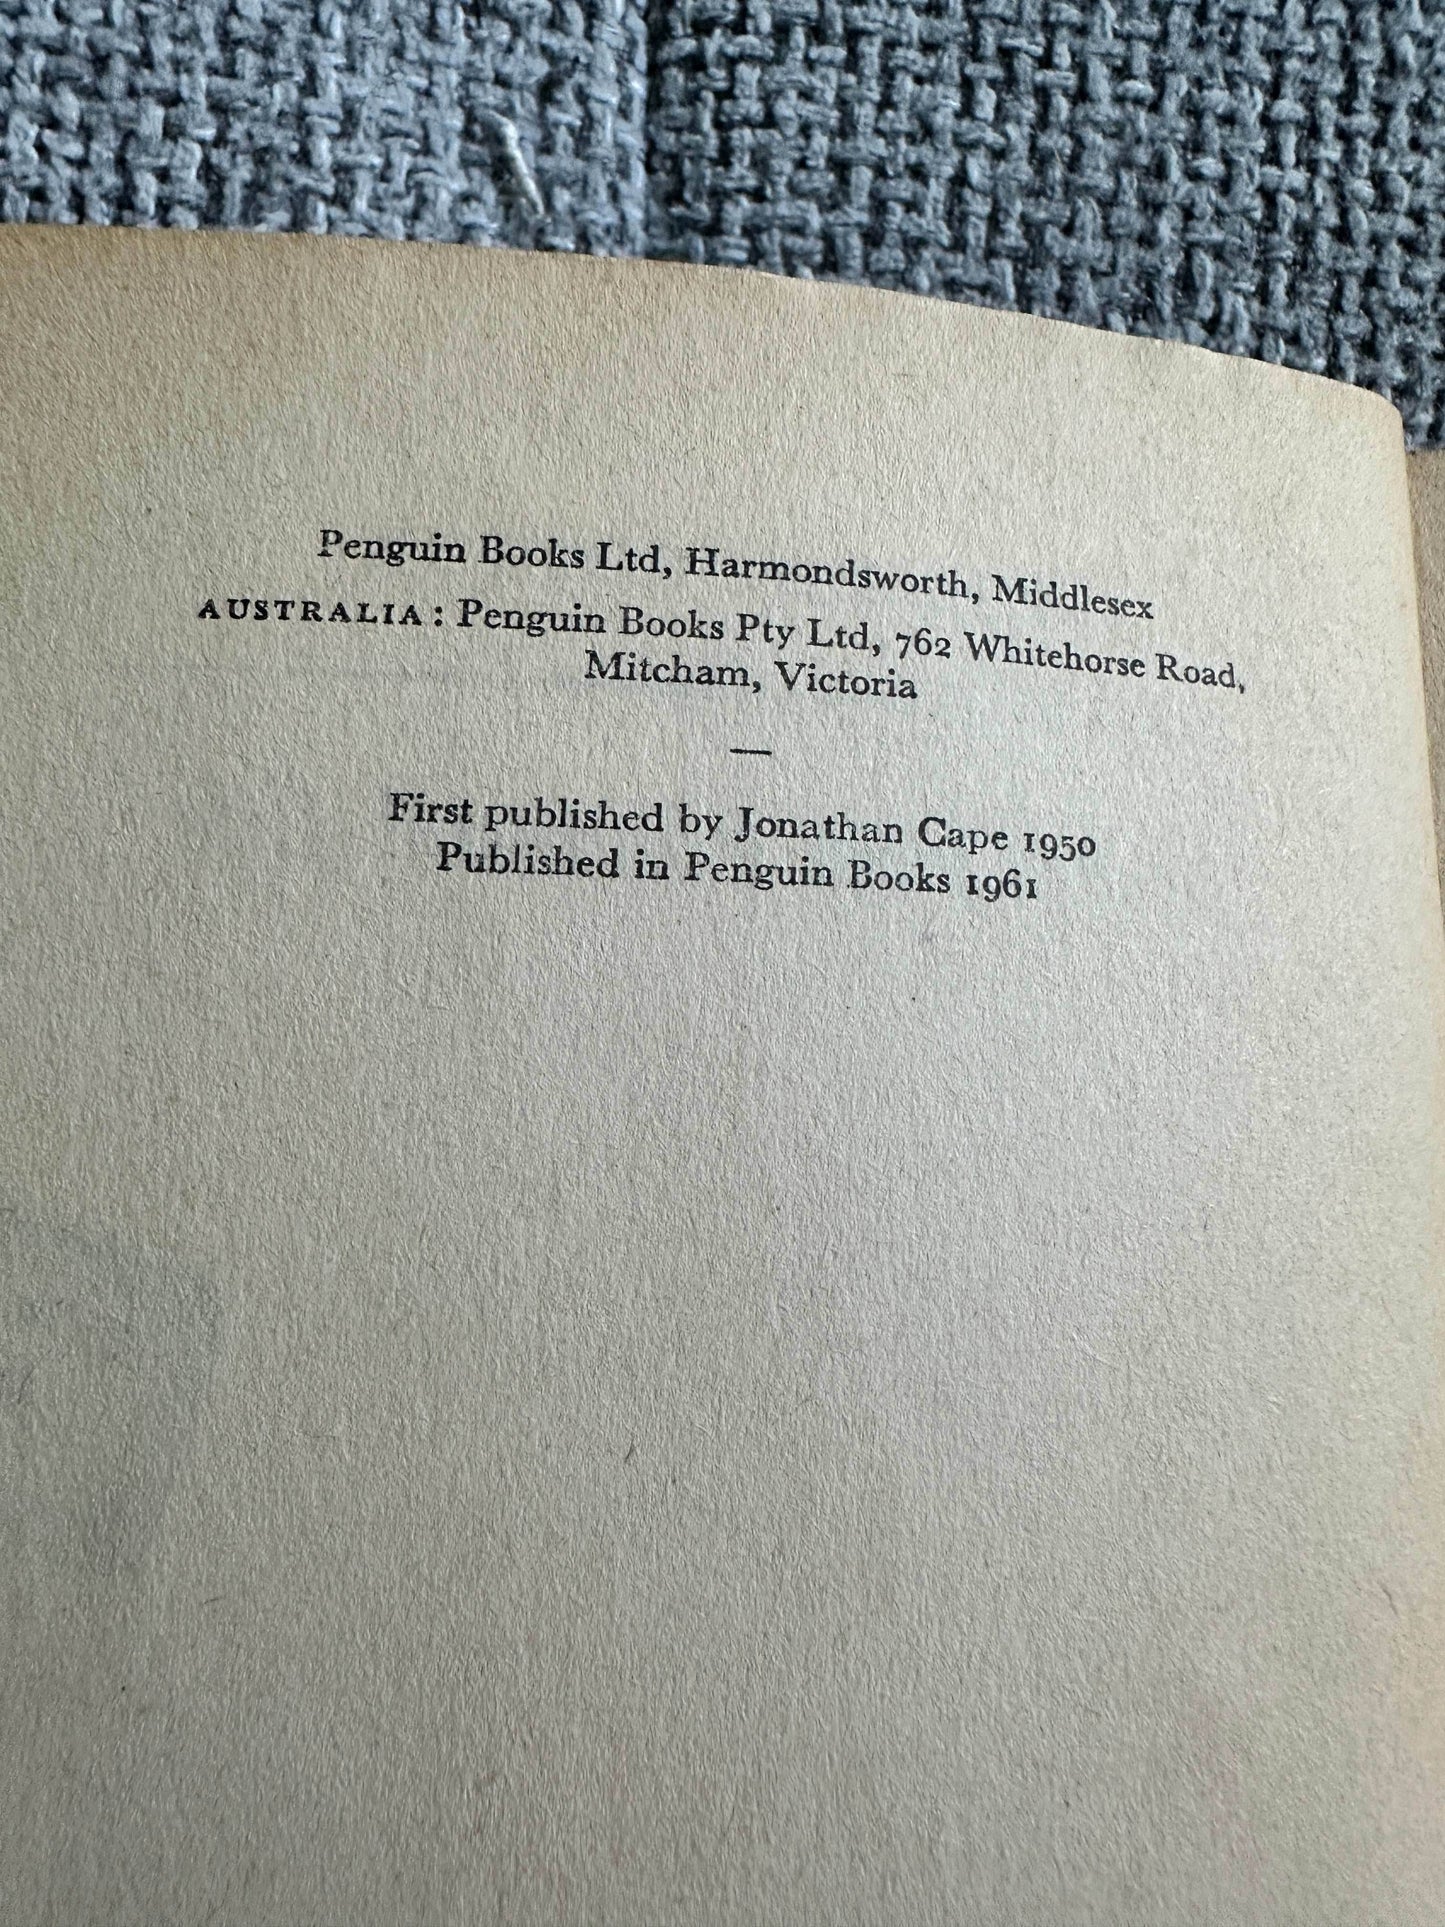 Penguin Books Ltd, Harmondsworth, Middlesex
AUSTRALIA: Penguin Books Pty Ltd, 762 Whitehorse Road,
Mitcham, Victoria
—
First published by Jonathan Cape 1950
Published in Penguin Books 1961